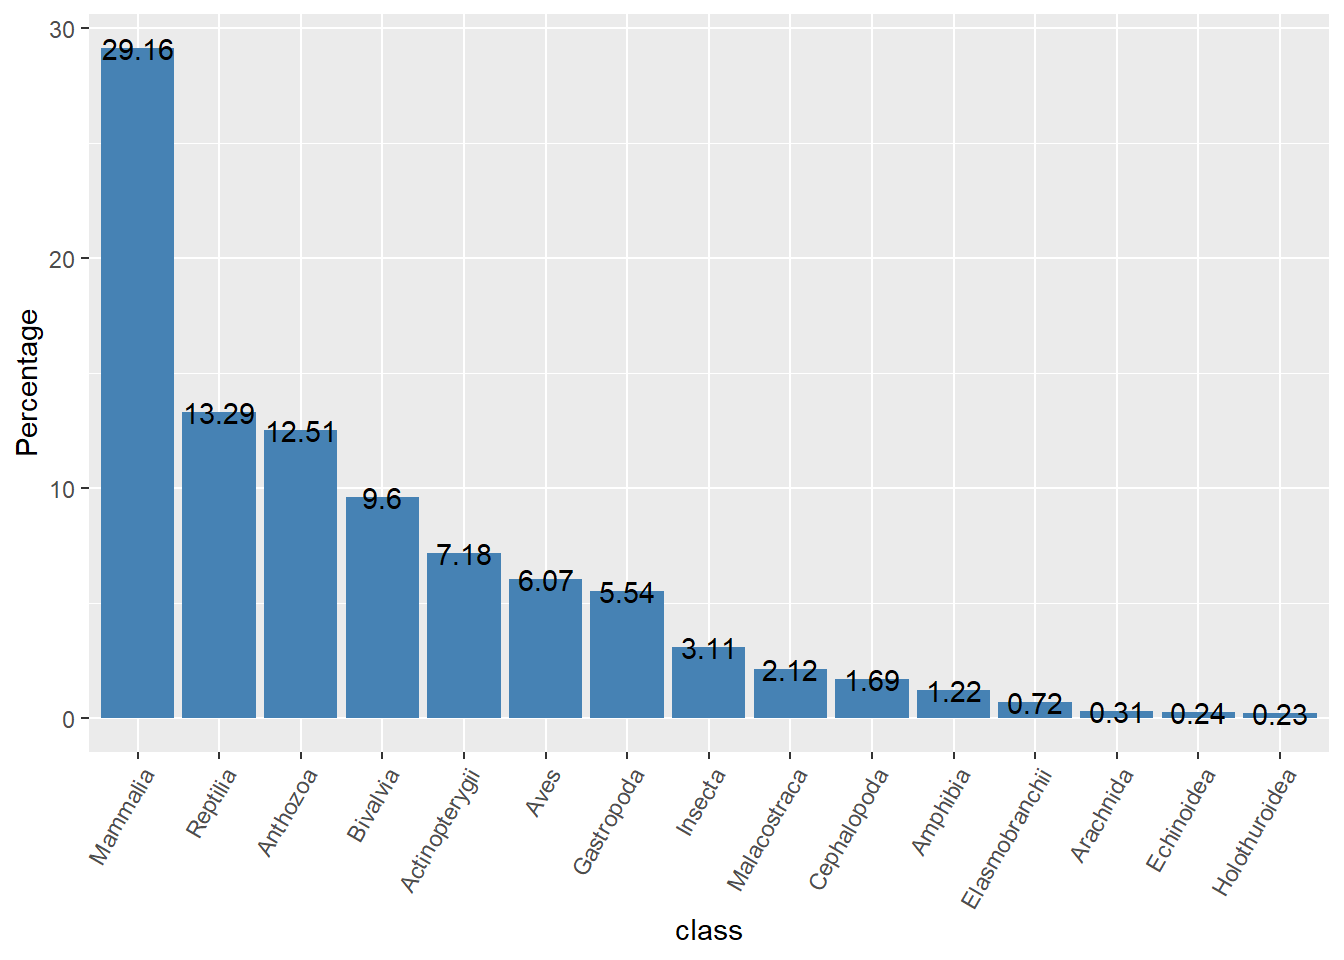 Percentage
30
20
10
0
29.16
13.29
12.51
9.6
7.18
6.07
5.54
3.11
2.12
1.69
1.22
0.72
0.31
0.24
0.23
Mammalia
Reptilia
Anthozoa
Bivalvia
Actinopterygii
Aves
Gastropoda
Insecta
Malacostraca
Cephalopoda
Amphibia
Elasmobranchii
Arachnida
Echinoidea
Holothuroidea
class